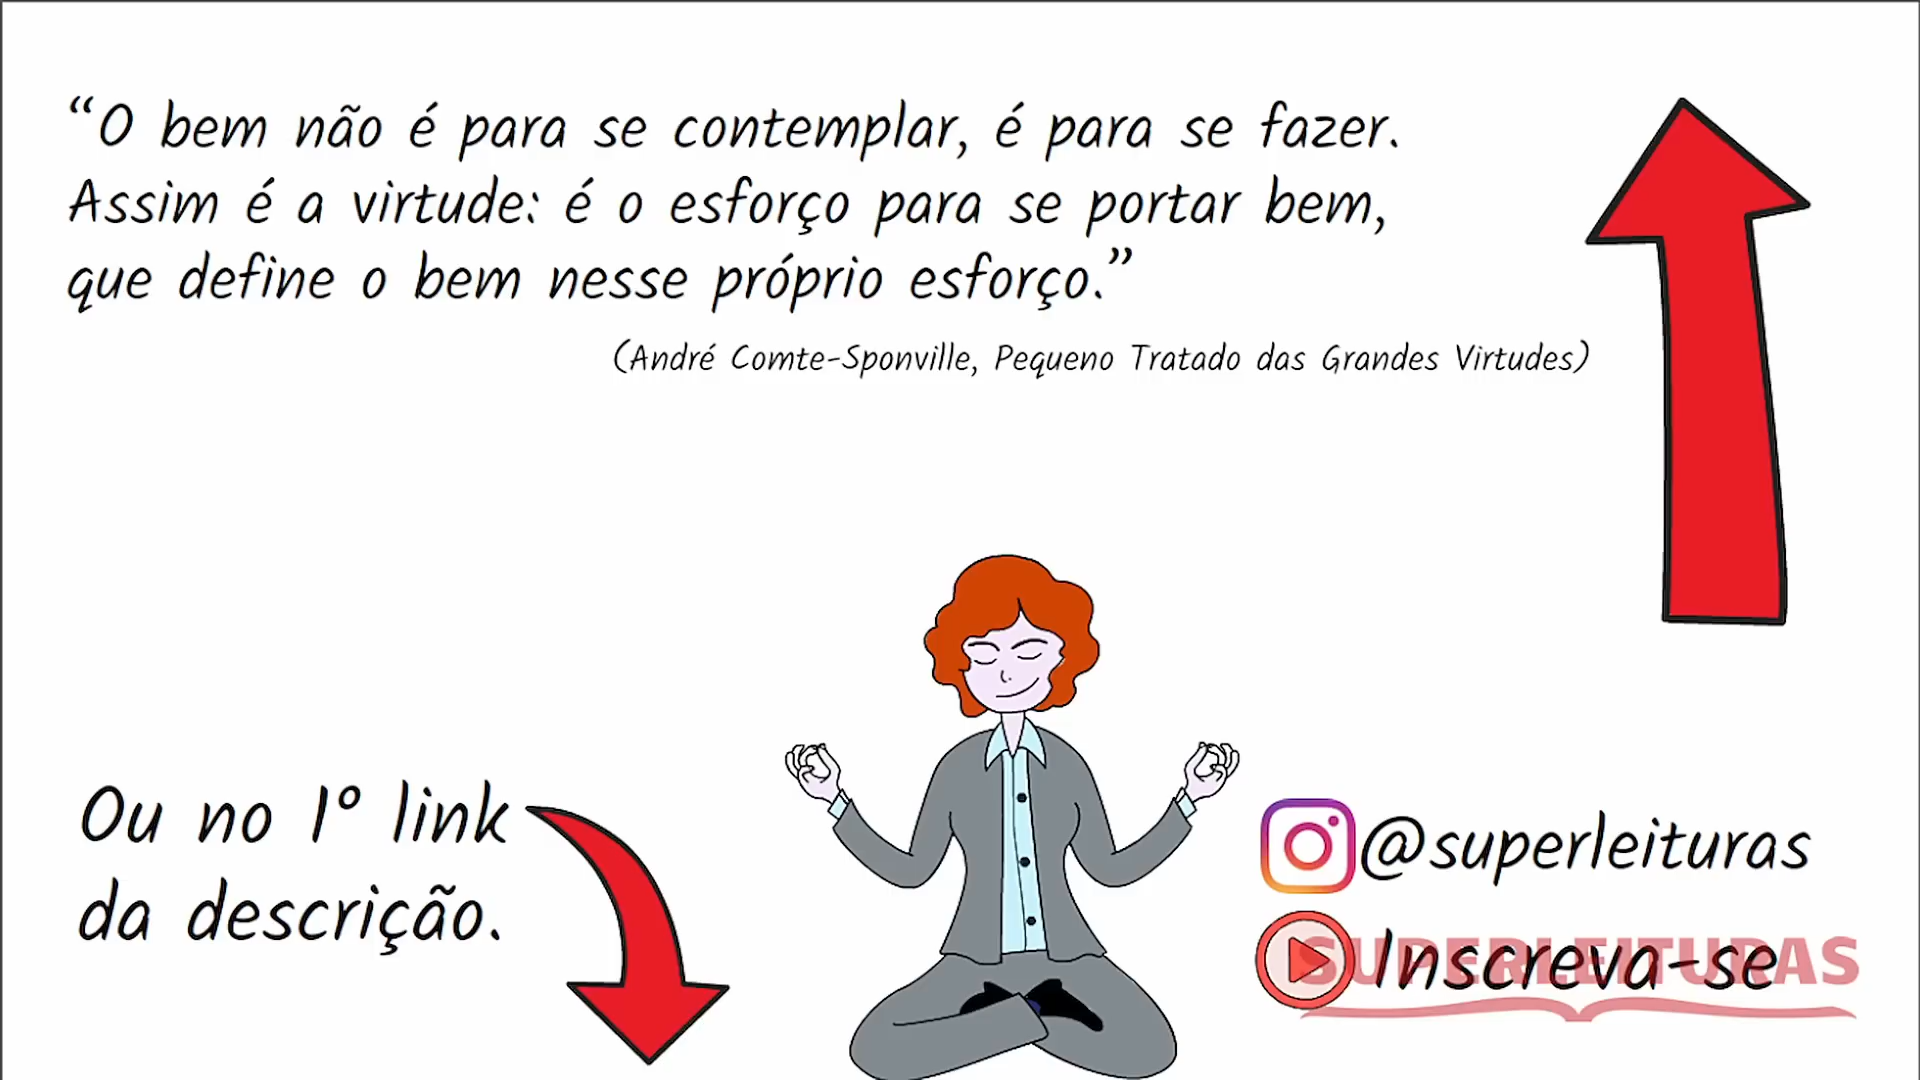 “O bem não é para se contemplar, é para se fazer.
Assim é a virtude: é o esforço para se portar bem,
que define o bem nesse próprio esforço.”
(André Comte-Sponville, Pequeno Tratado das Grandes Virtudes)
Ou no 1º link
da descrição.
@superleituras
Inscreva-se
SUPERLEITURAS